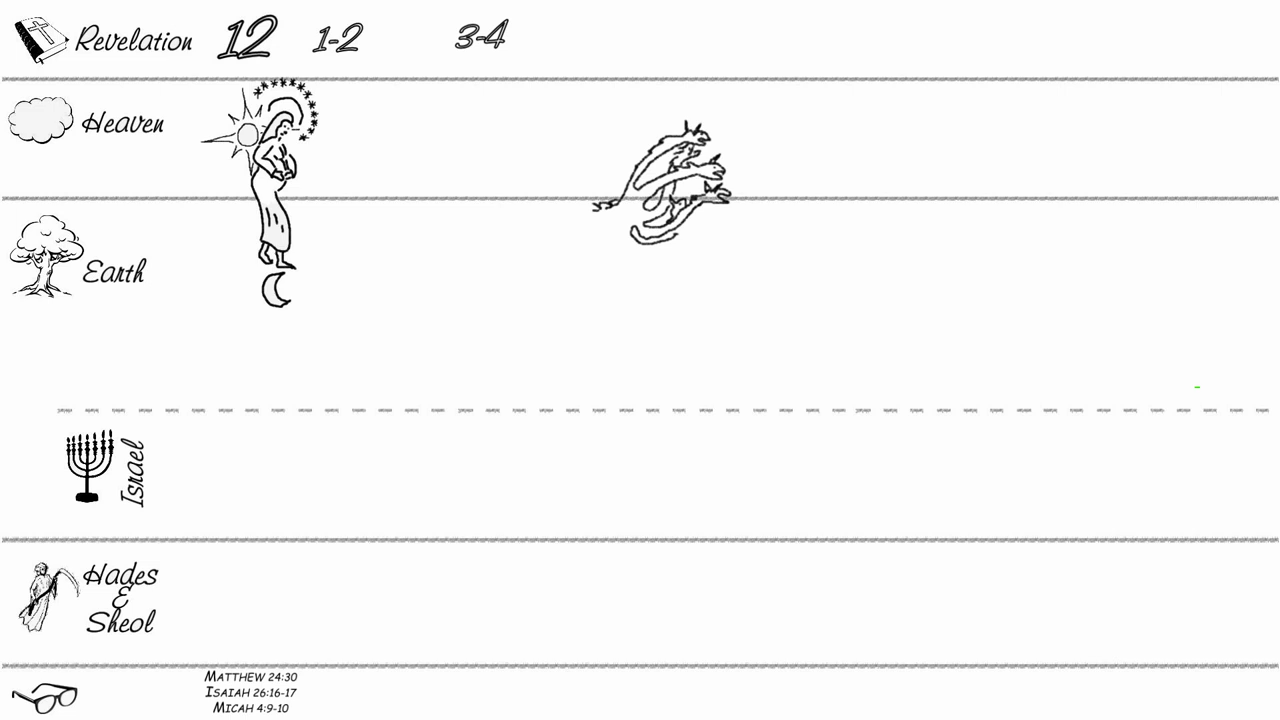 Revelation 12 1-2 3-4
Heaven
Earth
Israel
Hades
&
Sheol
MATTHEW 24:30
ISAIAH 26:16-17
MICAH 4:9-10